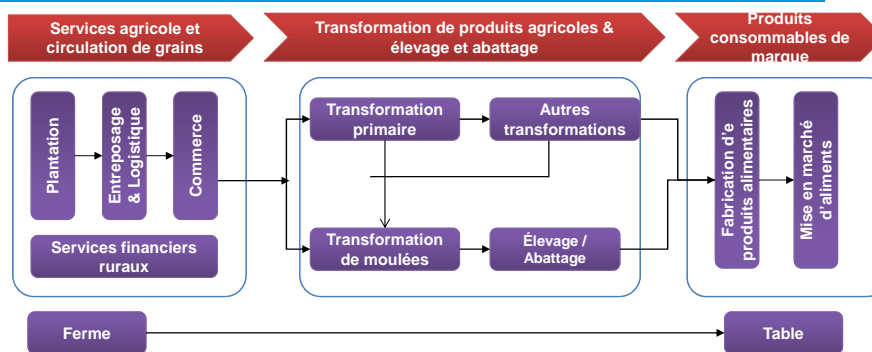 Services agricole et
circulation de grains
Transformation de produits agricoles &
élevage et abattage
Produits
consommables de
marque
Plantation
Entreposage
& Logistique
Commerce
Services financiers
ruraux
Transformation
primaire
Autres
transformations
Transformation
de moulées
Élevage /
Abattage
Fabrication d'e
produits alimentaires
Mise en marché
d'aliments
Ferme
Table